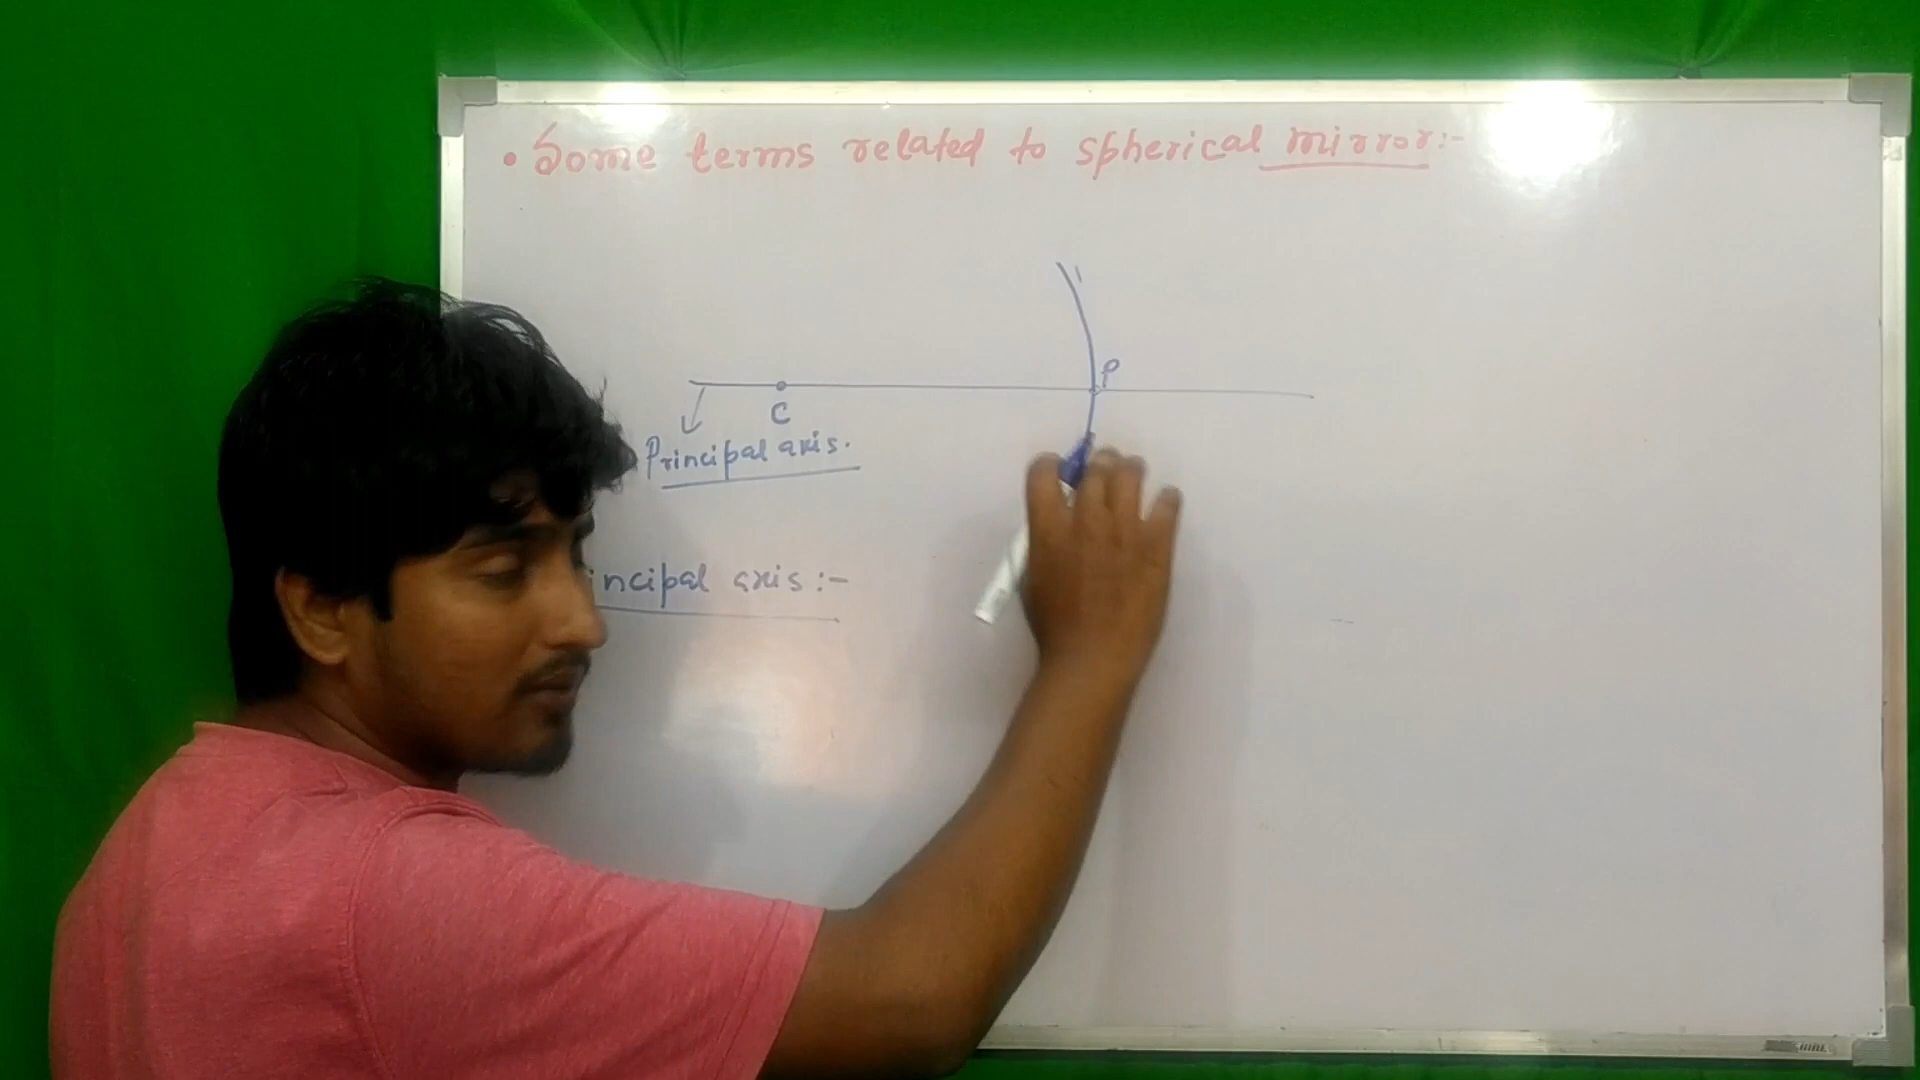 • Some terms related to spherical mirror:-
P
C
Principal axis.
incipal axis:-